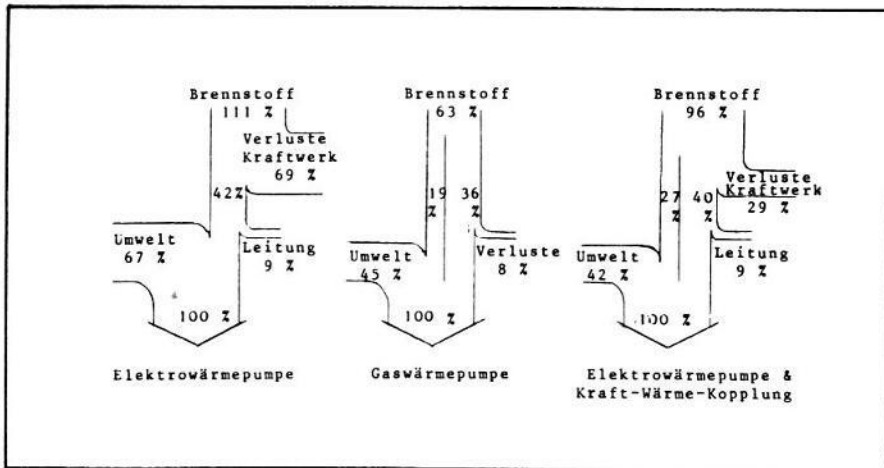 Brennstoff
111 %
Verluste
Kraftwerk
69 %
42%
Umwelt
67 %
Leitung
9 %
100 %
Elektrowärmepumpe
Brennstoff
63 %
19
%
36
%
Umwelt
45 %
Verluste
8 %
100 %
Gaswärmepumpe
Brennstoff
96 %
Verluste
Kraftwerk
29 %
27
%
40
%
Umwelt
42 %
Leitung
9 %
100 %
Elektrowärmepumpe &
Kraft-Wärme-Kopplung